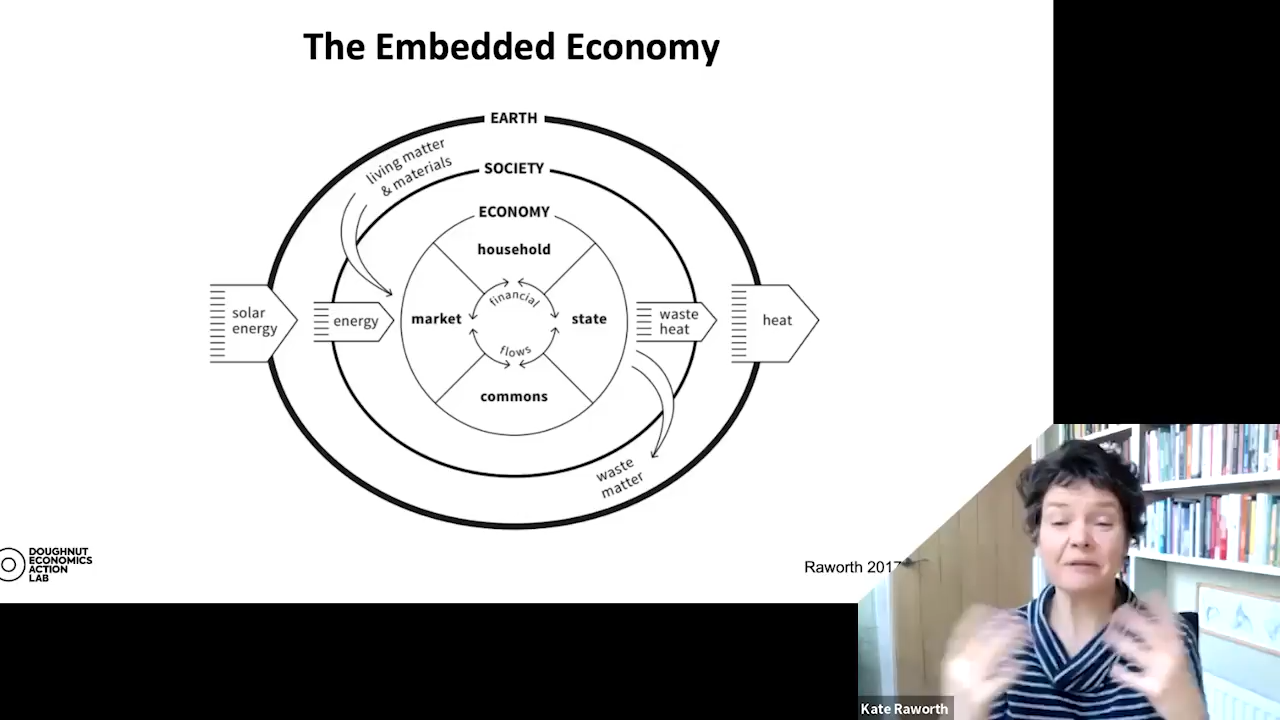 The Embedded Economy
EARTH
living matter
& materials
SOCIETY
ECONOMY
household
solar
energy
energy
market
financial
flows
state
waste
heat
heat
commons
waste
matter
DOUGHNUT
ECONOMICS
ACTION
LAB
Raworth 2017
Kate Raworth